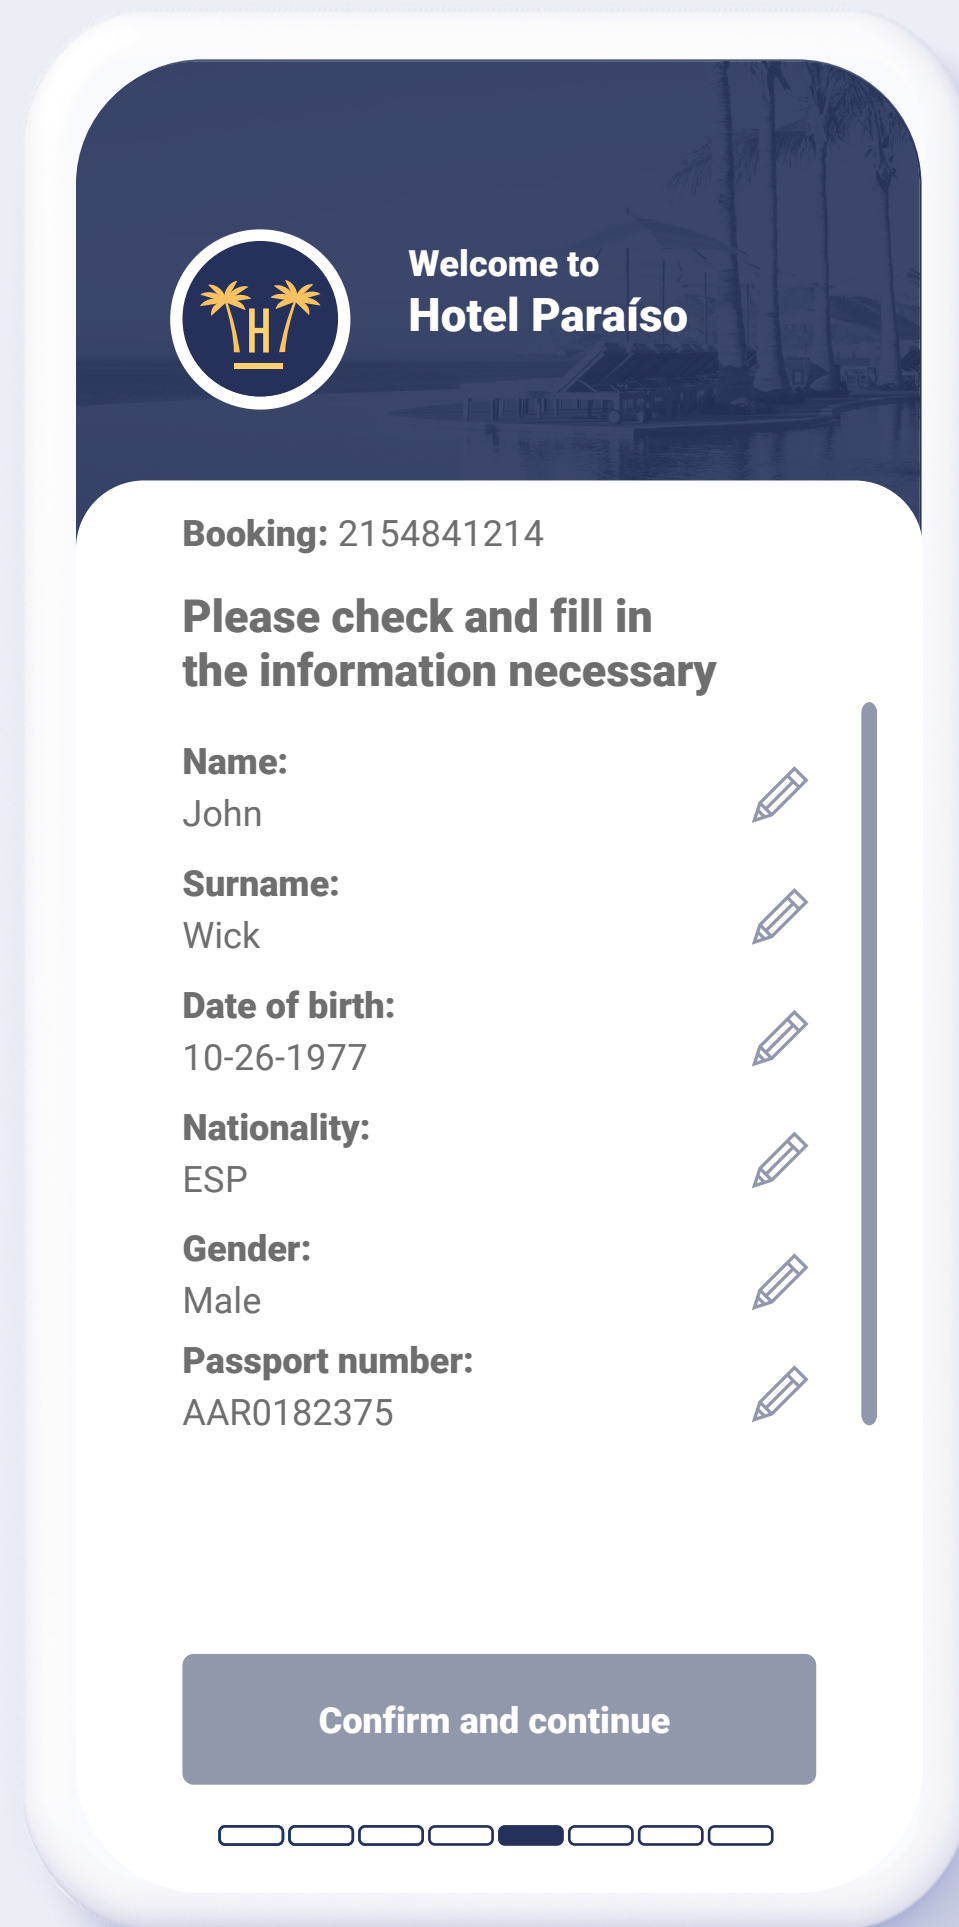 H
Welcome to
Hotel Paraíso
Booking: 2154841214
Please check and fill in
the information necessary
Name:
John
Surname:
Wick
Date of birth:
10-26-1977
Nationality:
ESP
Gender:
Male
Passport number:
AAR0182375
Confirm and continue